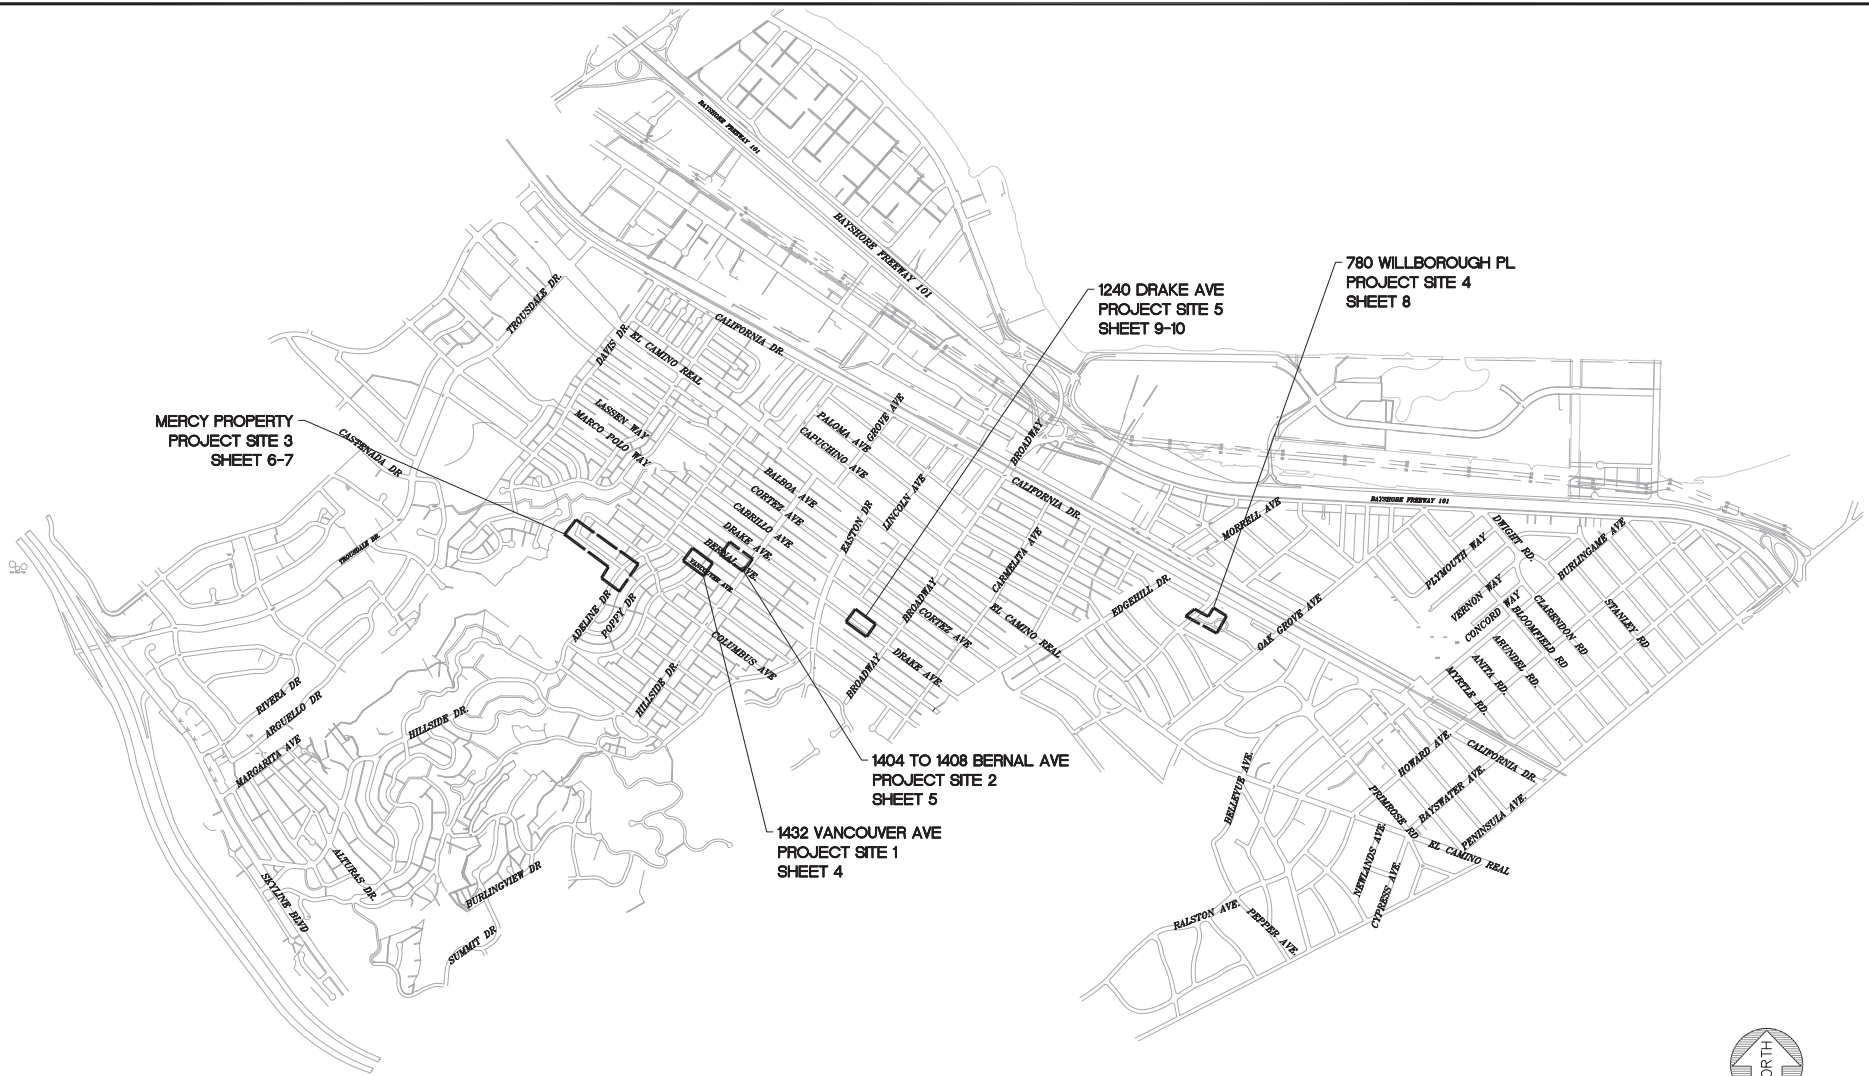 BAYSHORE FREEWAY 101
BAYSHORE FREEWAY 101
780 WILLBOROUGH PL
PROJECT SITE 4
SHEET 8
1240 DRAKE AVE
PROJECT SITE 5
SHEET 9-10
TROUSDALE DR.
DAVIS DR.
EL CAMINO REAL
CALIFORNIA DR.
MERCY PROPERTY
PROJECT SITE 3
SHEET 6-7
CASTENADA DR
LASSEN WAY
MARCO POLO WAY
PALOMA AVE
GROVE AVE
CAPUCHINO AVE
BROADWAY
BALBOA AVE
CORTEZ AVE
CABRILLO AVE
DRAKE AVE.
BERNAL AVE.
VANCOUVER AVE
EASTON DR
LINCOLN AVE
CALIFORNIA DR.
CARMELITA AVE
MORRELL AVE
BAYSHORE FREEWAY 101
DWIGHT RD.
BURLINGAME AVE
PLYMOUTH WAY
VERNON WAY
CONCORD WAY
CLARENDON RD
BLOOMFIELD RD
STANLEY RD
ARUNDEL RD.
ANITA RD.
MYRTLE RD.
TROUSDALE DR.
ADELINE DR
POPPY DR
COLUMBUS AVE
HILLSIDE DR.
BROADWAY
CORTEZ AVE
EL CAMINO REAL
EDGEHILL DR.
OAK GROVE AVE
BROADWAY
DRAKE AVE.
RIVERA DR
ARGUELLO DR
MARGARITA AVE
HILLSIDE DR.
1404 TO 1408 BERNAL AVE
PROJECT SITE 2
SHEET 5
1432 VANCOUVER AVE
PROJECT SITE 1
SHEET 4
BELLEVUE AVE.
HOWARD AVE.
CALIFORNIA DR.
PRIMROSE RD
BAYSWATER AVE.
PENINSULA AVE.
EL CAMINO REAL
NEWLANDS AVE.
CYPRESS AVE.
ALTURAS DR.
SKYLINE BLVD
BURLINGVIEW DR
SUMMIT DR
RALSTON AVE.
PEPPER AVE.